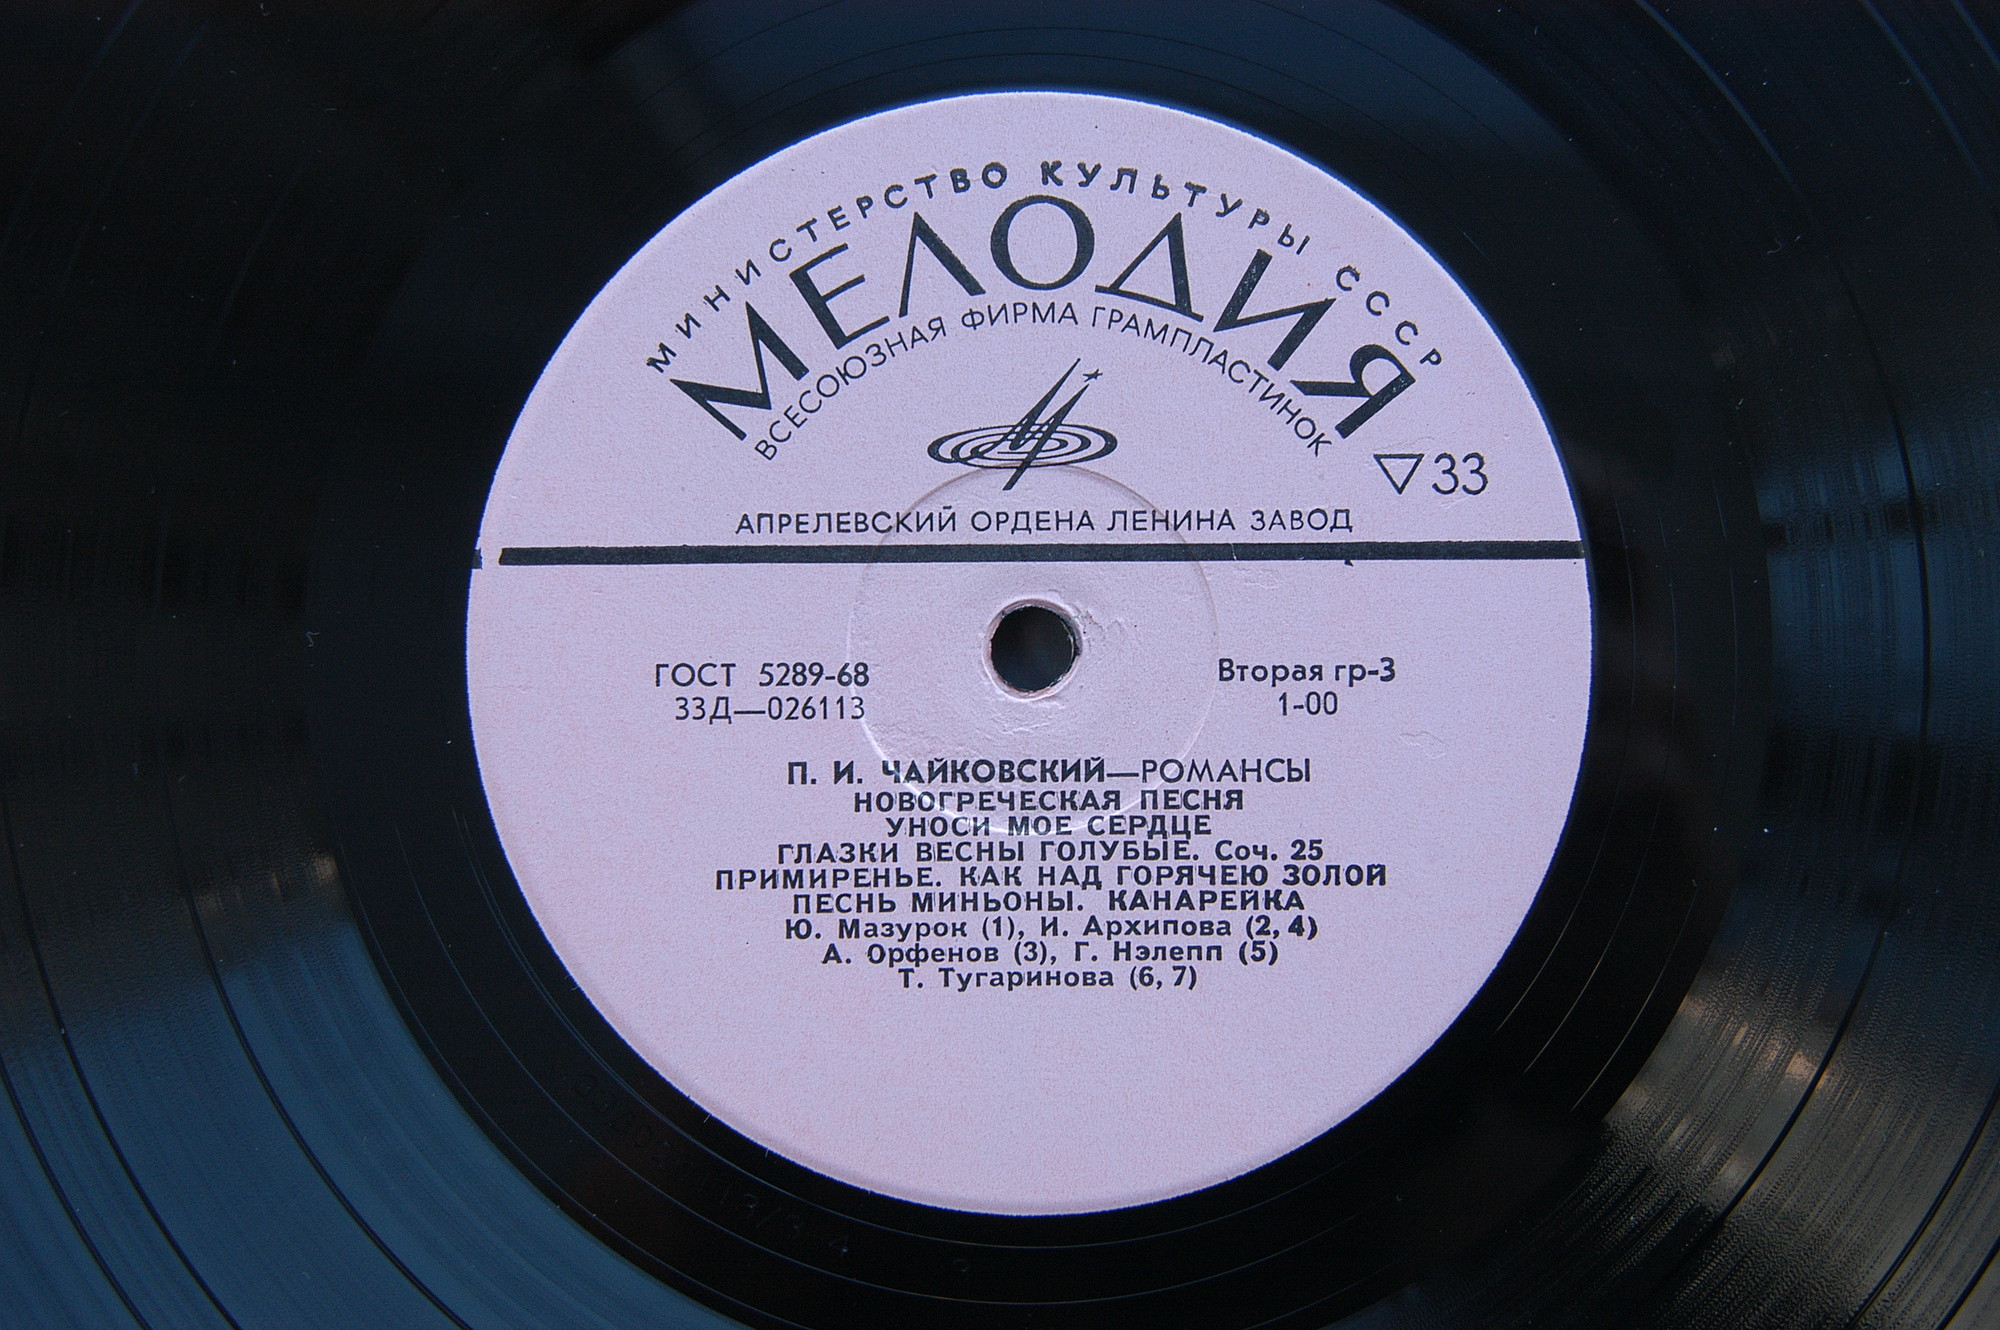 МИНИСТЕРСТВО КУЛЬТУРЫ СССР
МЕЛОДИЯ
ВСЕСОЮЗНАЯ ФИРМА ГРАМПЛАСТИНОК
33
АПРЕЛЕВСКИЙ ОРДЕНА ЛЕНИНА ЗАВОД
ГОСТ 5289-68
33Д—026113
Вторая гр-3
1-00
П. И. ЧАЙКОВСКИЙ—РОМАНСЫ
НОВОГРЕЧЕСКАЯ ПЕСНЯ
УНОСИ МОЕ СЕРДЦЕ
ГЛАЗКИ ВЕСНЫ ГОЛУБЫЕ. Соч. 25
ПРИМИРЕНЬЕ. КАК НАД ГОРЯЧЕЮ ЗОЛОЙ
ПЕСНЬ МИНЬОНЫ. КАНАРЕЙКА
Ю. Мазурок (1), И. Архипова (2, 4)
А. Орфенов (3), Г. Нэлепп (5)
Т. Тугаринова (6, 7)